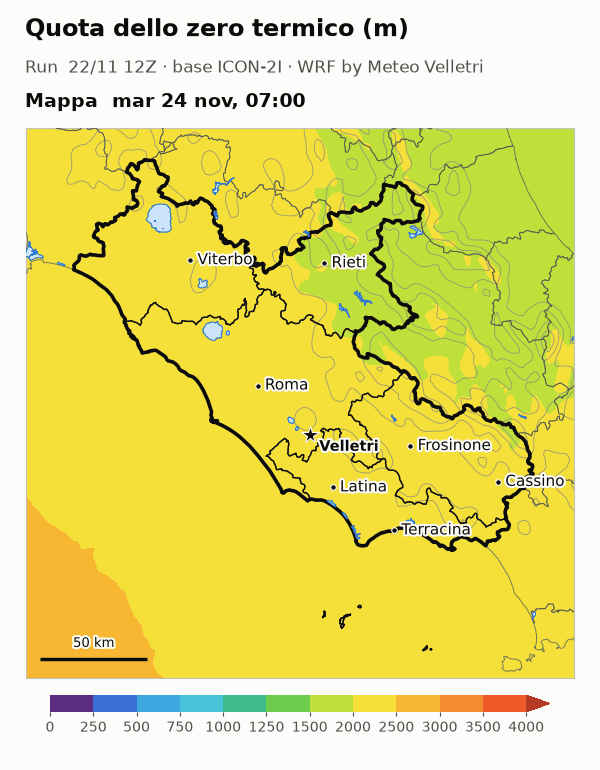 Quota dello zero termico (m)
Run  22/11 12Z · base ICON-2I · WRF by Meteo Velletri
Mappa  mar 24 nov, 07:00
Viterbo
Rieti
Roma
Velletri
Frosinone
Cassino
Latina
Terracina
50 km
0 250 500 750 1000 1250 1500 2000 2500 3000 3500 4000